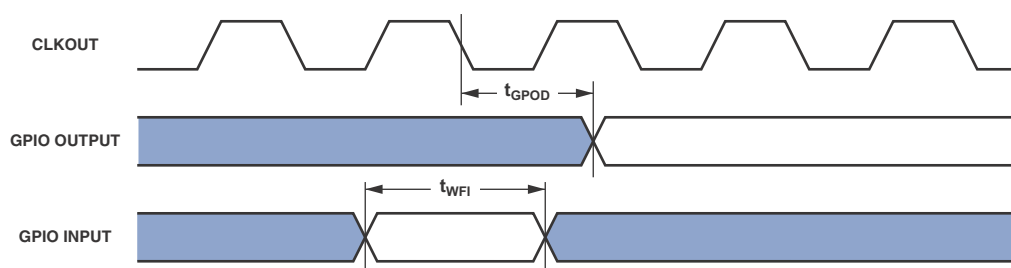 CLKOUT
tGPOD
GPIO OUTPUT
tWFI
GPIO INPUT